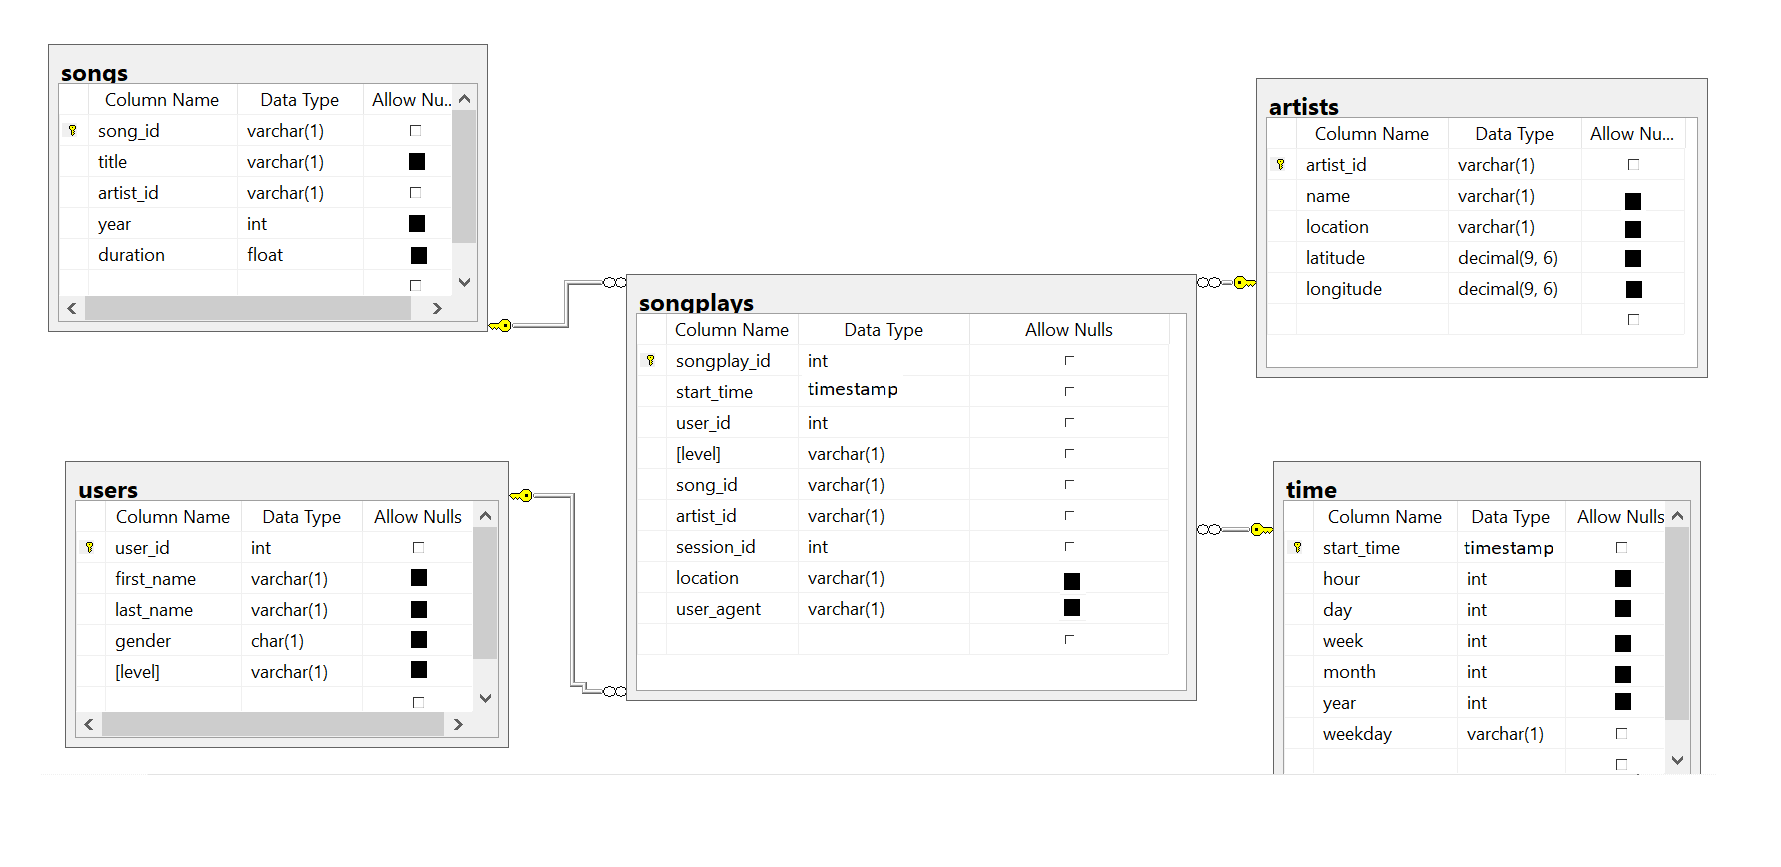 songs
Column Name Data Type Allow Nu...
song_id varchar(1)
title varchar(1)
artist_id varchar(1)
year int
duration float
artists
Column Name Data Type Allow Nu...
artist_id varchar(1)
name varchar(1)
location varchar(1)
latitude decimal(9, 6)
longitude decimal(9, 6)
songplays
Column Name Data Type Allow Nulls
songplay_id int
start_time timestamp
user_id int
[level] varchar(1)
song_id varchar(1)
artist_id varchar(1)
session_id int
location varchar(1)
user_agent varchar(1)
users
Column Name Data Type Allow Nulls
user_id int
first_name varchar(1)
last_name varchar(1)
gender char(1)
[level] varchar(1)
time
Column Name Data Type Allow Nulls
start_time timestamp
hour int
day int
week int
month int
year int
weekday varchar(1)